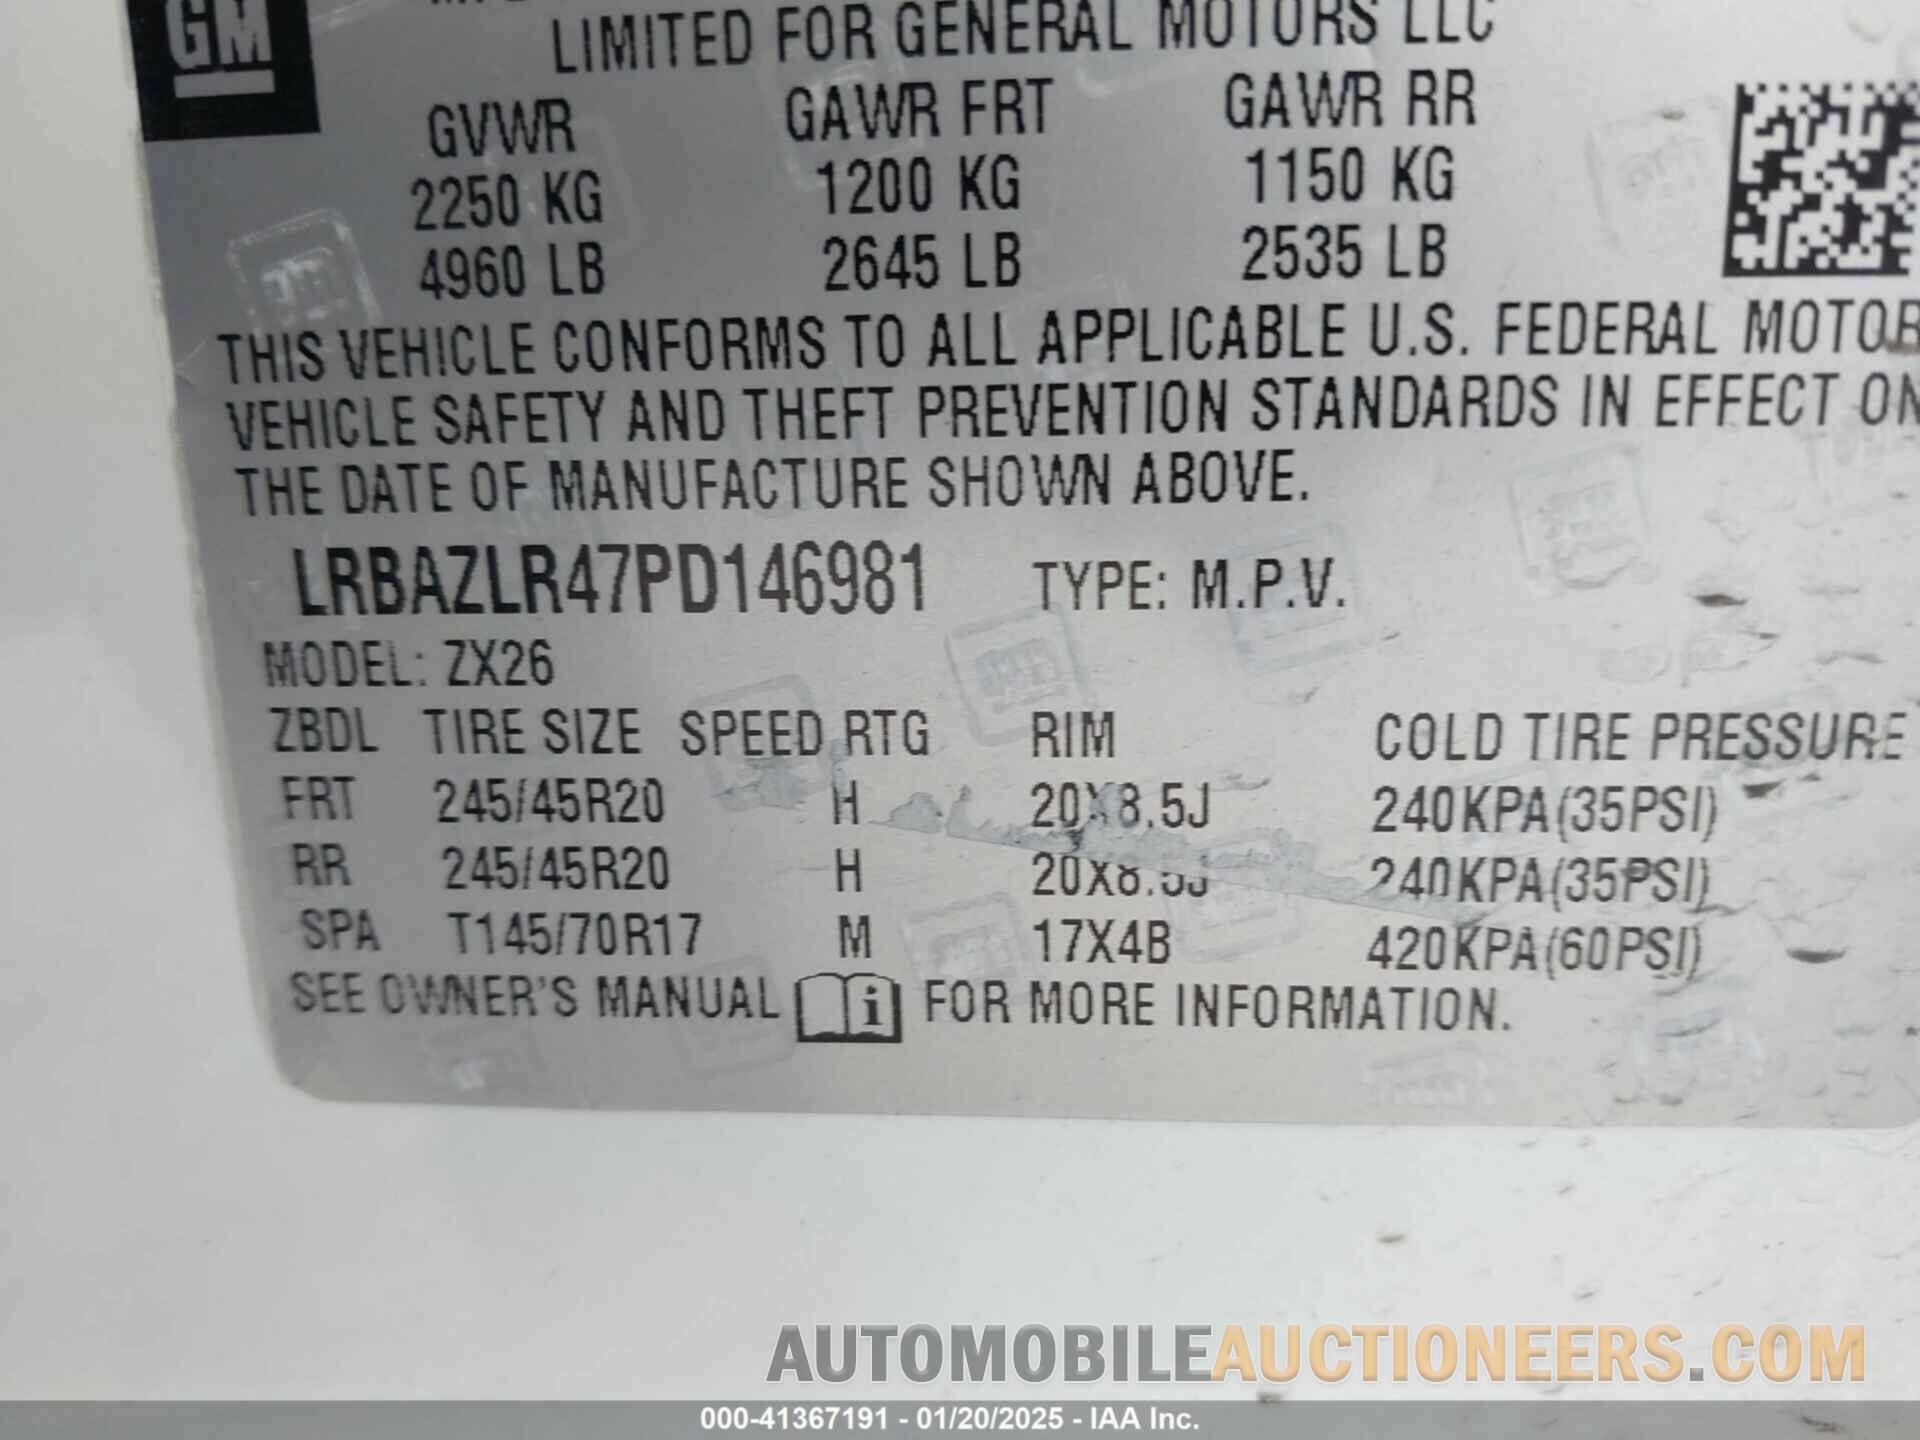 GM
LIMITED FOR GENERAL MOTORS LLC
GVWR GAWR FRT GAWR RR
2250 KG 1200 KG 1150 KG
4960 LB 2645 LB 2535 LB
THIS VEHICLE CONFORMS TO ALL APPLICABLE U.S. FEDERAL MOTOR
VEHICLE SAFETY AND THEFT PREVENTION STANDARDS IN EFFECT ON
THE DATE OF MANUFACTURE SHOWN ABOVE.
LRBAZLR47PD146981 TYPE: M.P.V.
MODEL: ZX26
ZBDL TIRE SIZE SPEED RTG RIM COLD TIRE PRESSURE
FRT 245/45R20 H 20X8.5J 240KPA(35PSI)
RR 245/45R20 H 20X8.5J 240KPA(35PSI)
SPA T145/70R17 M 17X4B 420KPA(60PSI)
SEE OWNER'S MANUAL i FOR MORE INFORMATION.
AUTOMOBILEAUCTIONEERS.COM
000-41367191 - 01/20/2025 - IAA Inc.